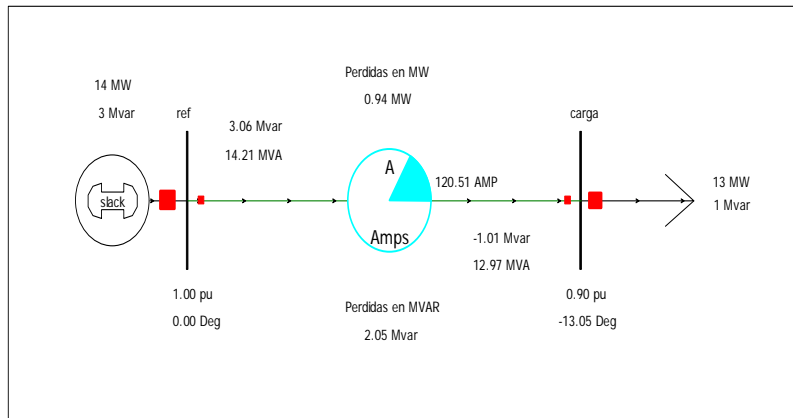 14 MW
3 Mvar
slack
ref
3.06 Mvar
14.21 MVA
1.00 pu
0.00 Deg
Perdidas en MW
0.94 MW
A
Amps
120.51 AMP
Perdidas en MVAR
2.05 Mvar
carga
-1.01 Mvar
12.97 MVA
0.90 pu
-13.05 Deg
13 MW
1 Mvar